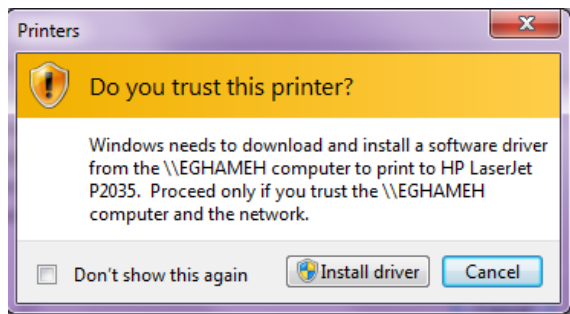 Printers
Do you trust this printer?
Windows needs to download and install a software driver
from the \\EGHAMEH computer to print to HP LaserJet
P2035.  Proceed only if you trust the \\EGHAMEH
computer and the network.
Don't show this again
Install driver
Cancel